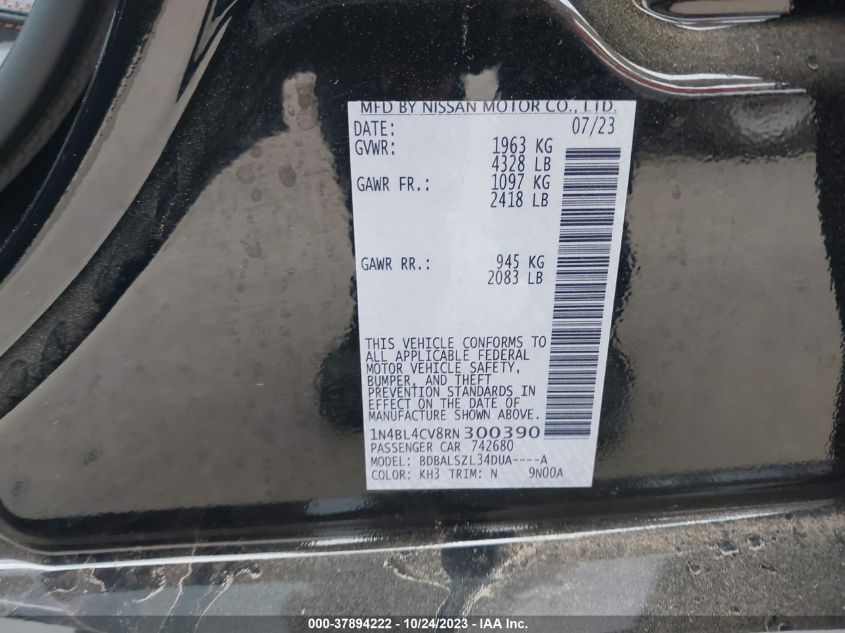 MFD BY NISSAN MOTOR CO., LTD.
DATE: 07/23
GVWR: 1963 KG
4328 LB
GAWR FR.: 1097 KG
2418 LB
GAWR RR.: 945 KG
2083 LB
THIS VEHICLE CONFORMS TO
ALL APPLICABLE FEDERAL
MOTOR VEHICLE SAFETY,
BUMPER, AND THEFT
PREVENTION STANDARDS IN
EFFECT ON THE DATE OF
MANUFACTURE SHOWN ABOVE.
1N4BL4CV8RN300390
PASSENGER CAR 742680
MODEL: BDBALSZL34DUA----A
COLOR: KH3 TRIM: N 9N00A
000-37894222 - 10/24/2023 - IAA Inc.